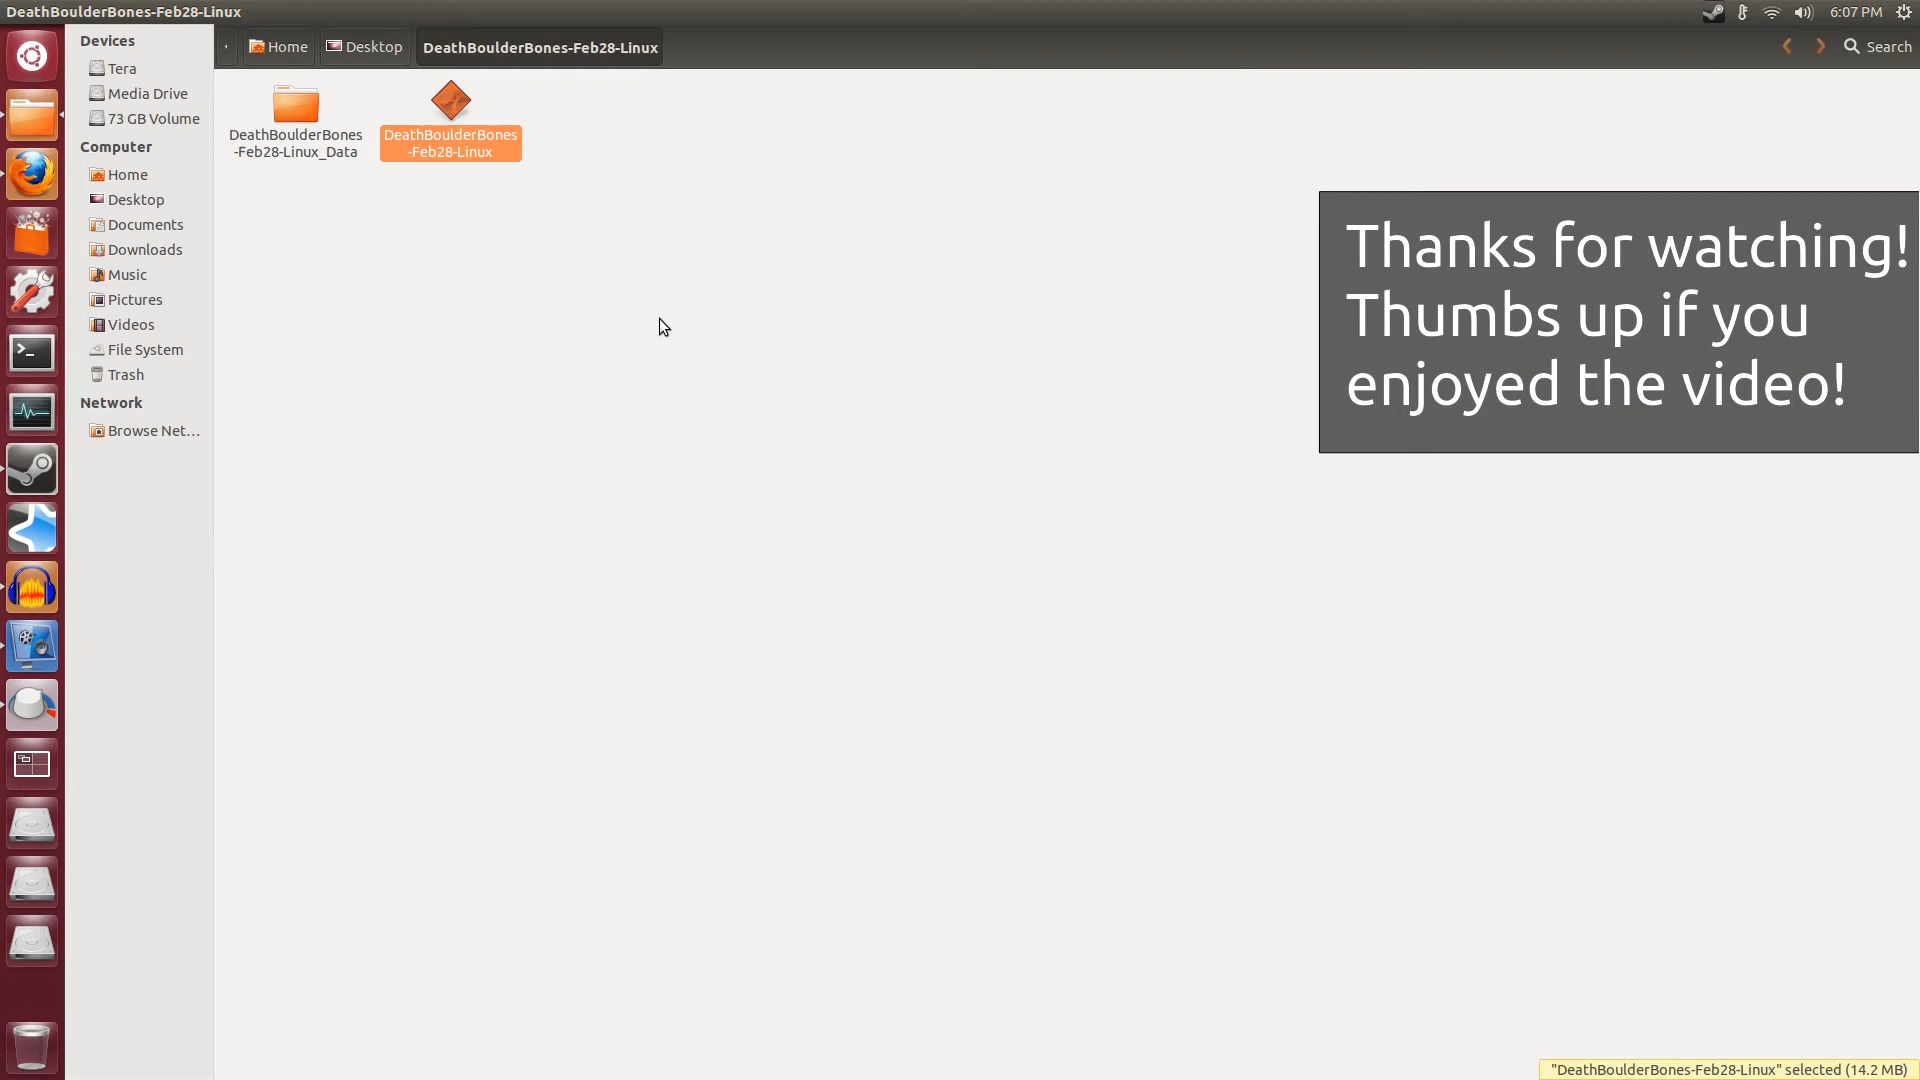 DeathBoulderBones-Feb28-Linux
6:07 PM
Devices
Tera
Media Drive
73 GB Volume
Computer
Home
Desktop
Documents
Downloads
Music
Pictures
Videos
File System
Trash
Network
Browse Net...
Home
Desktop
DeathBoulderBones-Feb28-Linux
Search
DeathBoulderBones
-Feb28-Linux_Data
DeathBoulderBones
-Feb28-Linux
Thanks for watching!
Thumbs up if you
enjoyed the video!
"DeathBoulderBones-Feb28-Linux" selected (14.2 MB)